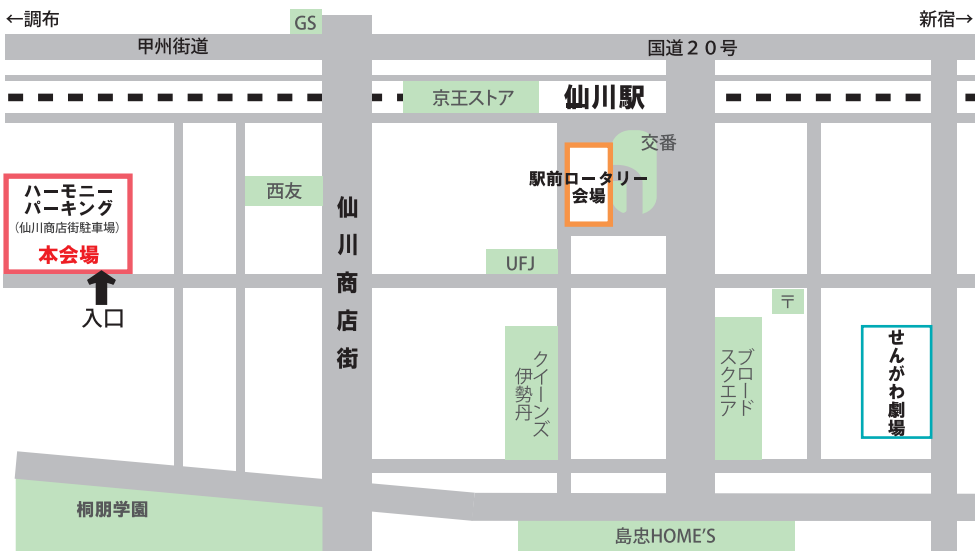 ←調布
GS
新宿→
甲州街道
国道２０号
京王ストア
仙川駅
交番
駅前ロータリー
会場
ハーモニー
パーキング
（仙川商店街駐車場）
本会場
入口
西友
仙川商店街
UFJ
〒
クイーンズ
伊勢丹
ブロード
スクエア
せんがわ劇場
桐朋学園
島忠HOME'S